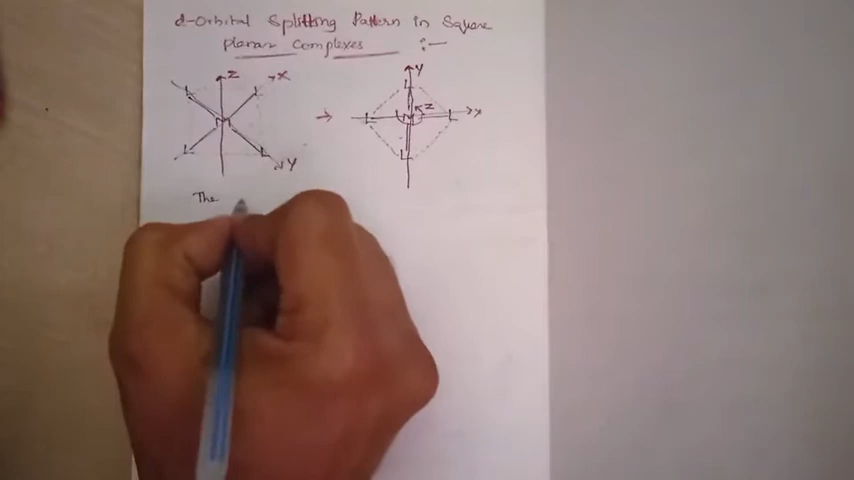 d-Orbital Splitting Pattern in Square
Planar Complexes :-
Z X Y
L L L L M
Y
L
L M L Z X
L
The